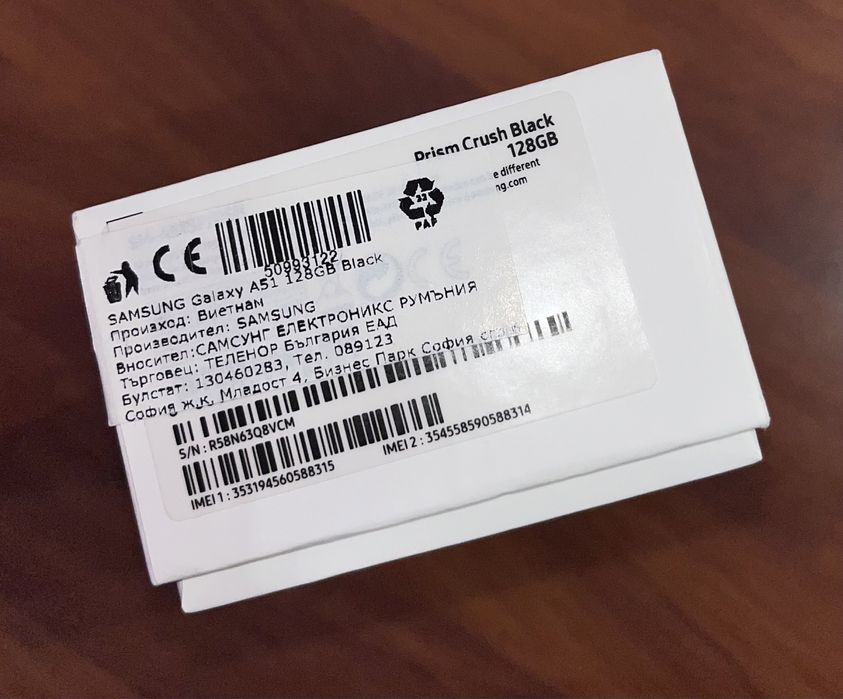 Prism Crush Black
128GB
e different
ng.com
22
PAP
CE
50993122
SAMSUNG Galaxy A51 128GB Black
Произход: Виетнам
Производител: SAMSUNG
Вносител:САМСУНГ ЕЛЕКТРОНИКС РУМЪНИЯ
Търговец: ТЕЛЕНОР България ЕАД
Булстат: 130460283, Тел. 089123
София ж.к. Младост 4, Бизнес Парк София
S/N : R58N63Q8VCM
IMEI 1 : 353194560588315
IMEI 2 : 354558590588314